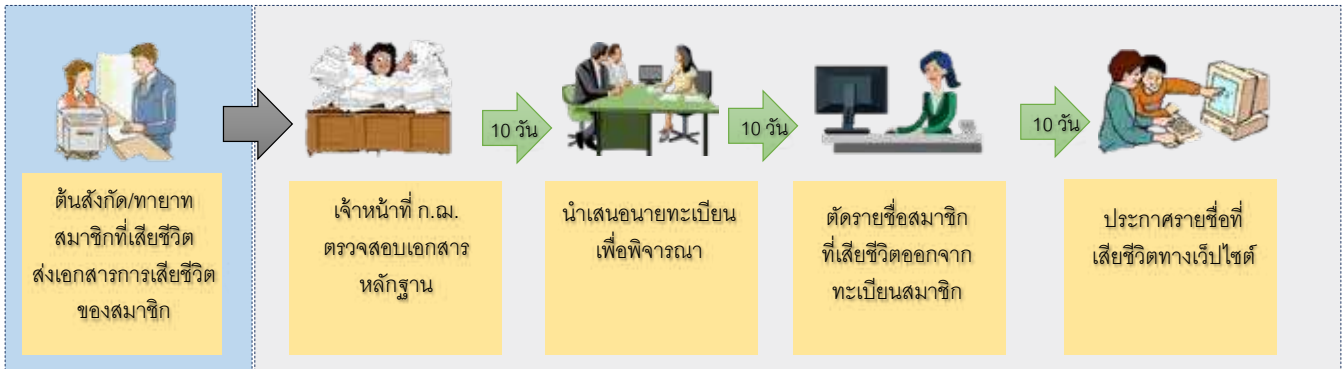 ต้นสังกัด/ทายาท
สมาชิกที่เสียชีวิต
ส่งเอกสารการเสียชีวิต
ของสมาชิก
เจ้าหน้าที่ ก.ฌ.
ตรวจสอบเอกสาร
หลักฐาน
10 วัน
นำเสนอนายทะเบียน
เพื่อพิจารณา
10 วัน
ตัดรายชื่อสมาชิก
ที่เสียชีวิตออกจาก
ทะเบียนสมาชิก
10 วัน
ประกาศรายชื่อที่
เสียชีวิตทางเว็ปไซต์